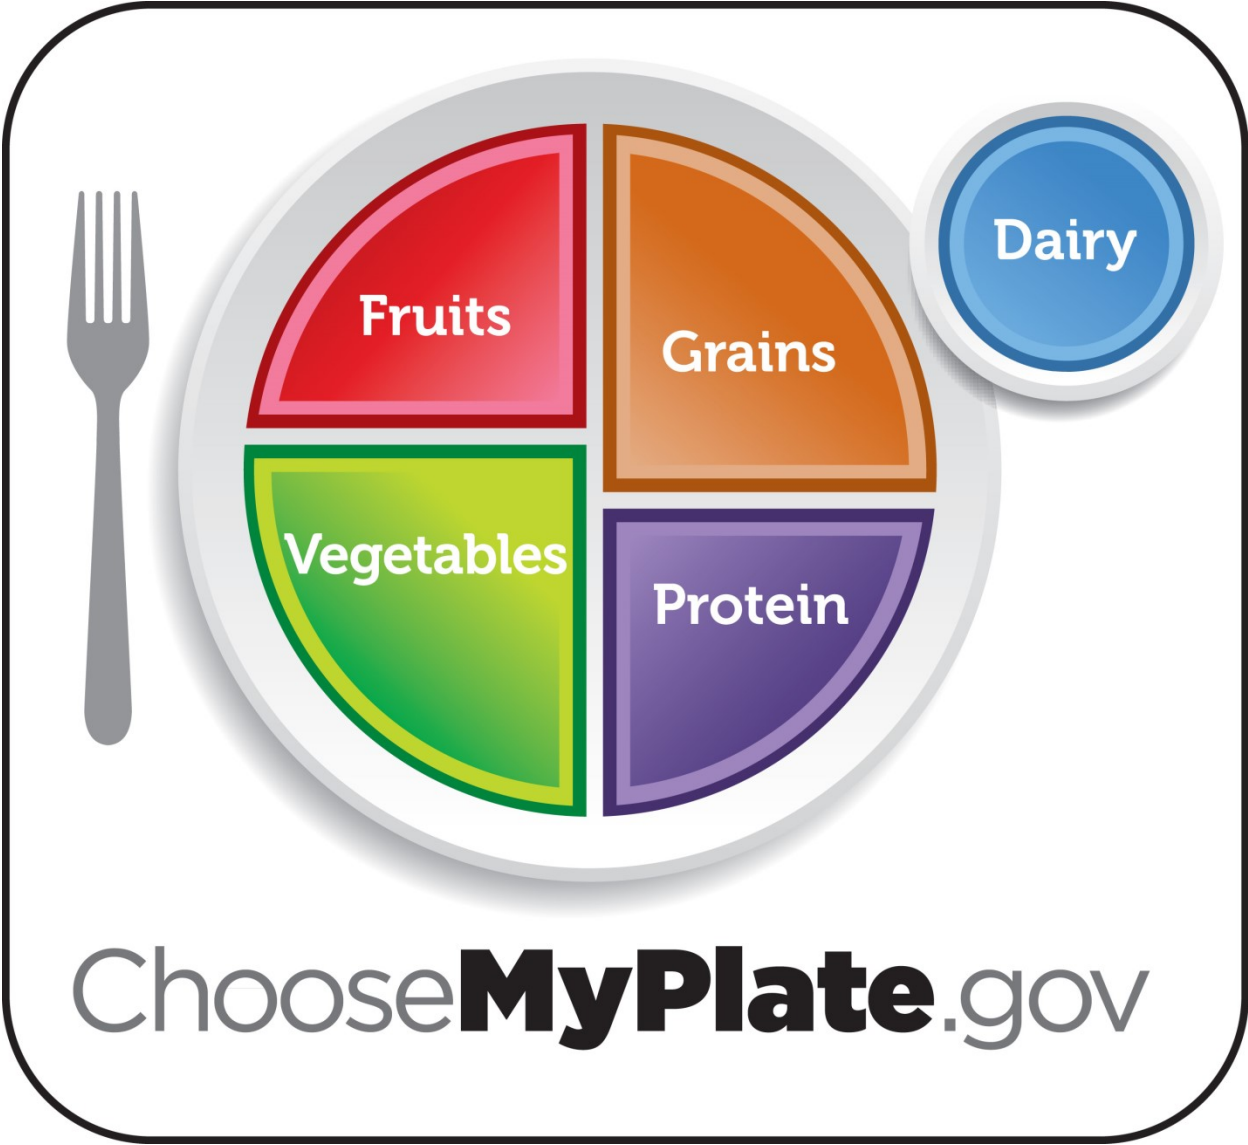 Fruits
Grains
Dairy
Vegetables
Protein
ChooseMyPlate.gov